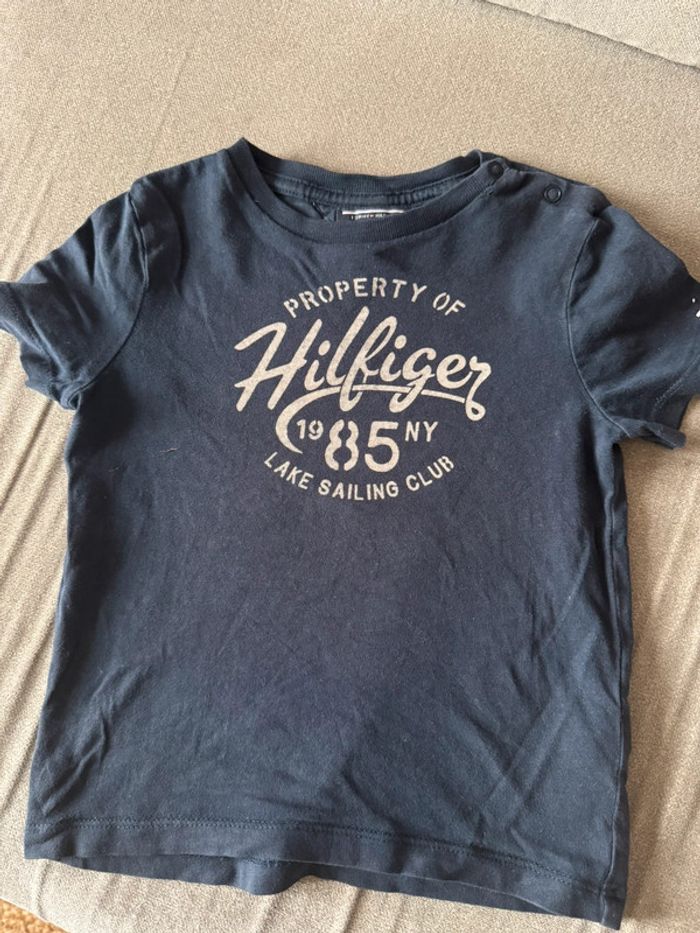 PROPERTY OF
Hilfiger
1985 NY
LAKE SAILING CLUB